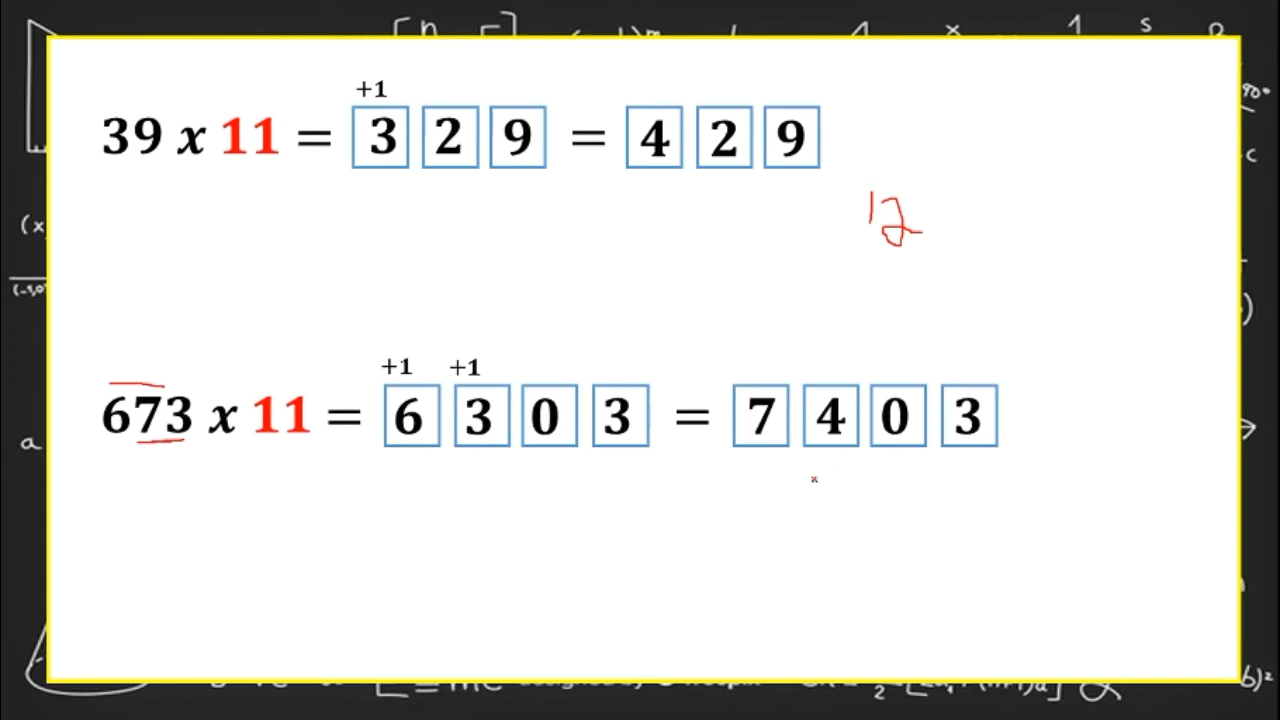 +1
39 x 11 = 3 2 9 = 4 2 9
12
+1 +1
673 x 11 = 6 3 0 3 = 7 4 0 3